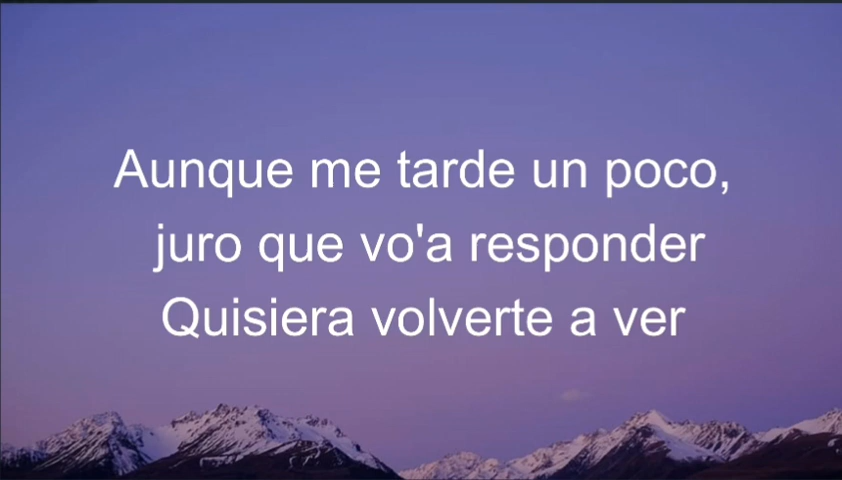 Aunque me tarde un poco,
juro que vo'a responder
Quisiera volverte a ver